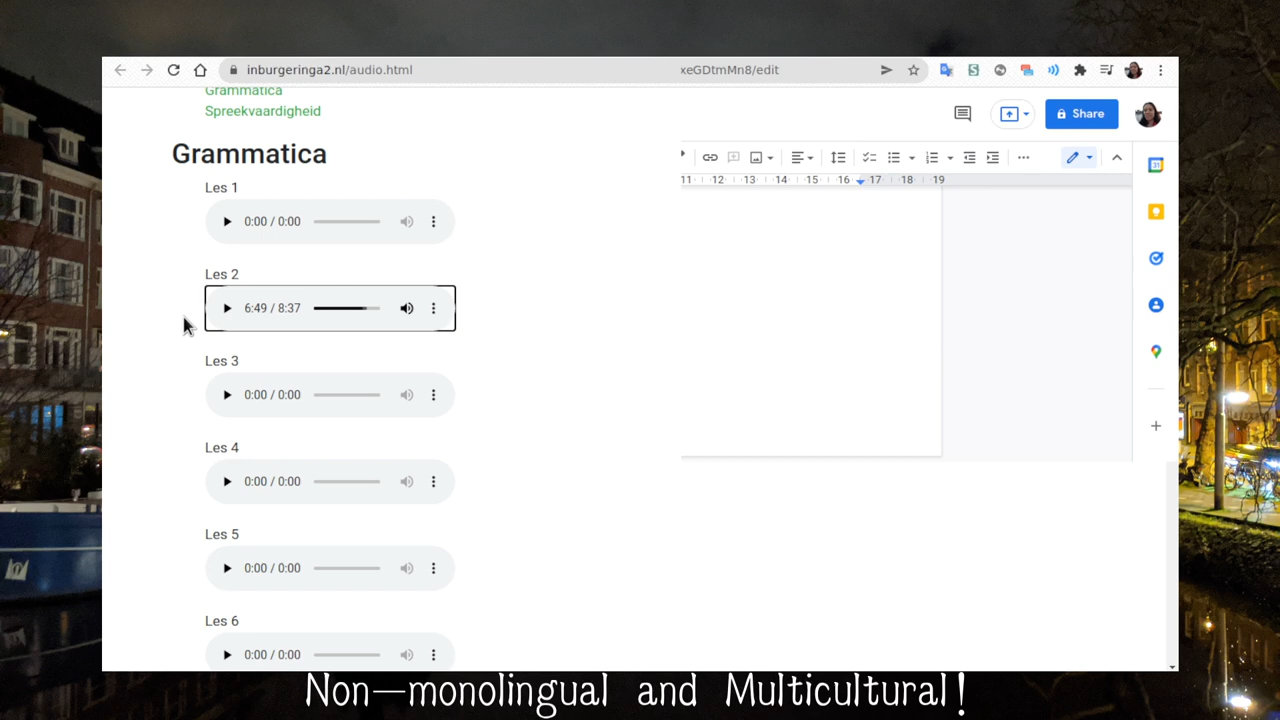 inburgeringa2.nl/audio.html
xeGDtmMn8/edit
Grammatica
Spreekvaardigheid
Share
Grammatica
11 12 13 14 15 16 17 18 19
Les 1
0:00 / 0:00
Les 2
6:49 / 8:37
Les 3
0:00 / 0:00
Les 4
0:00 / 0:00
Les 5
0:00 / 0:00
Les 6
0:00 / 0:00
31
Non—monolingual and Multicultural!